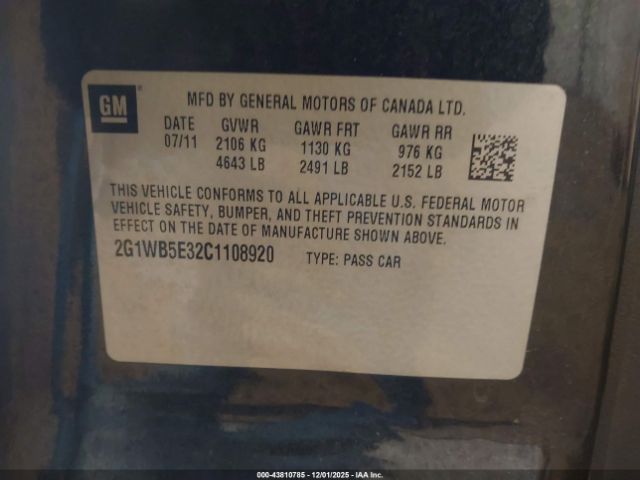 GM
MFD BY GENERAL MOTORS OF CANADA LTD.
DATE GVWR GAWR FRT GAWR RR
07/11 2106 KG 1130 KG 976 KG
4643 LB 2491 LB 2152 LB
THIS VEHICLE CONFORMS TO ALL APPLICABLE U.S. FEDERAL MOTOR
VEHICLE SAFETY, BUMPER, AND THEFT PREVENTION STANDARDS IN
EFFECT ON THE DATE OF MANUFACTURE SHOWN ABOVE.
2G1WB5E32C1108920 TYPE: PASS CAR
000-43810785 - 12/01/2025 - IAA Inc.